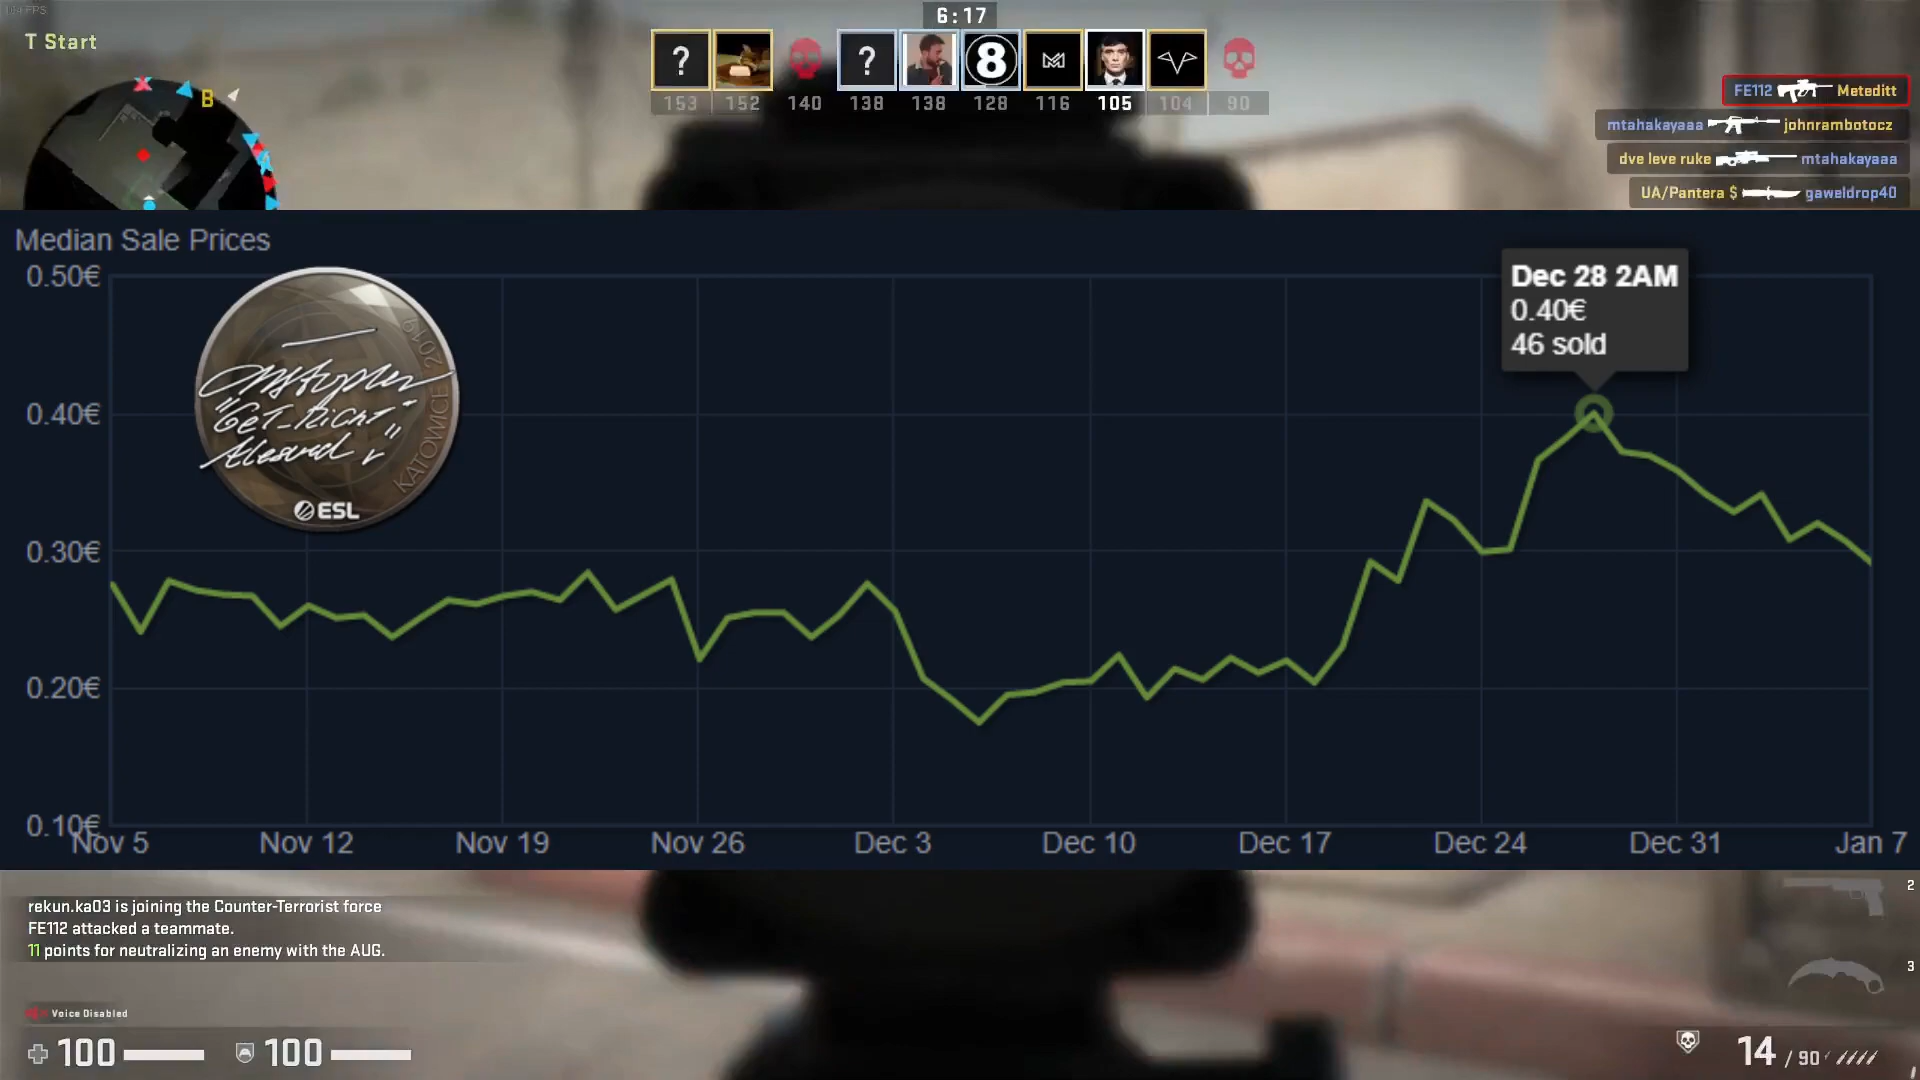 T Start
B
6:17
?
?
8
153
152
140
138
138
128
116
105
104
90
FE112 Meteditt
mtahakayaaa johnrambotocz
dve leve ruke mtahakayaaa
UA/Pantera $ gaweldrop40
Median Sale Prices
0.50€
0.40€
0.30€
0.20€
0.10€
Dec 28 2AM
0.40€
46 sold
"GeT_RiGhT"
KATOWICE 2019
ESL
Nov 5
Nov 12
Nov 19
Nov 26
Dec 3
Dec 10
Dec 17
Dec 24
Dec 31
Jan 7
rekun.ka03 is joining the Counter-Terrorist force
FE112 attacked a teammate.
11 points for neutralizing an enemy with the AUG.
Voice Disabled
100
100
2
3
14 / 90